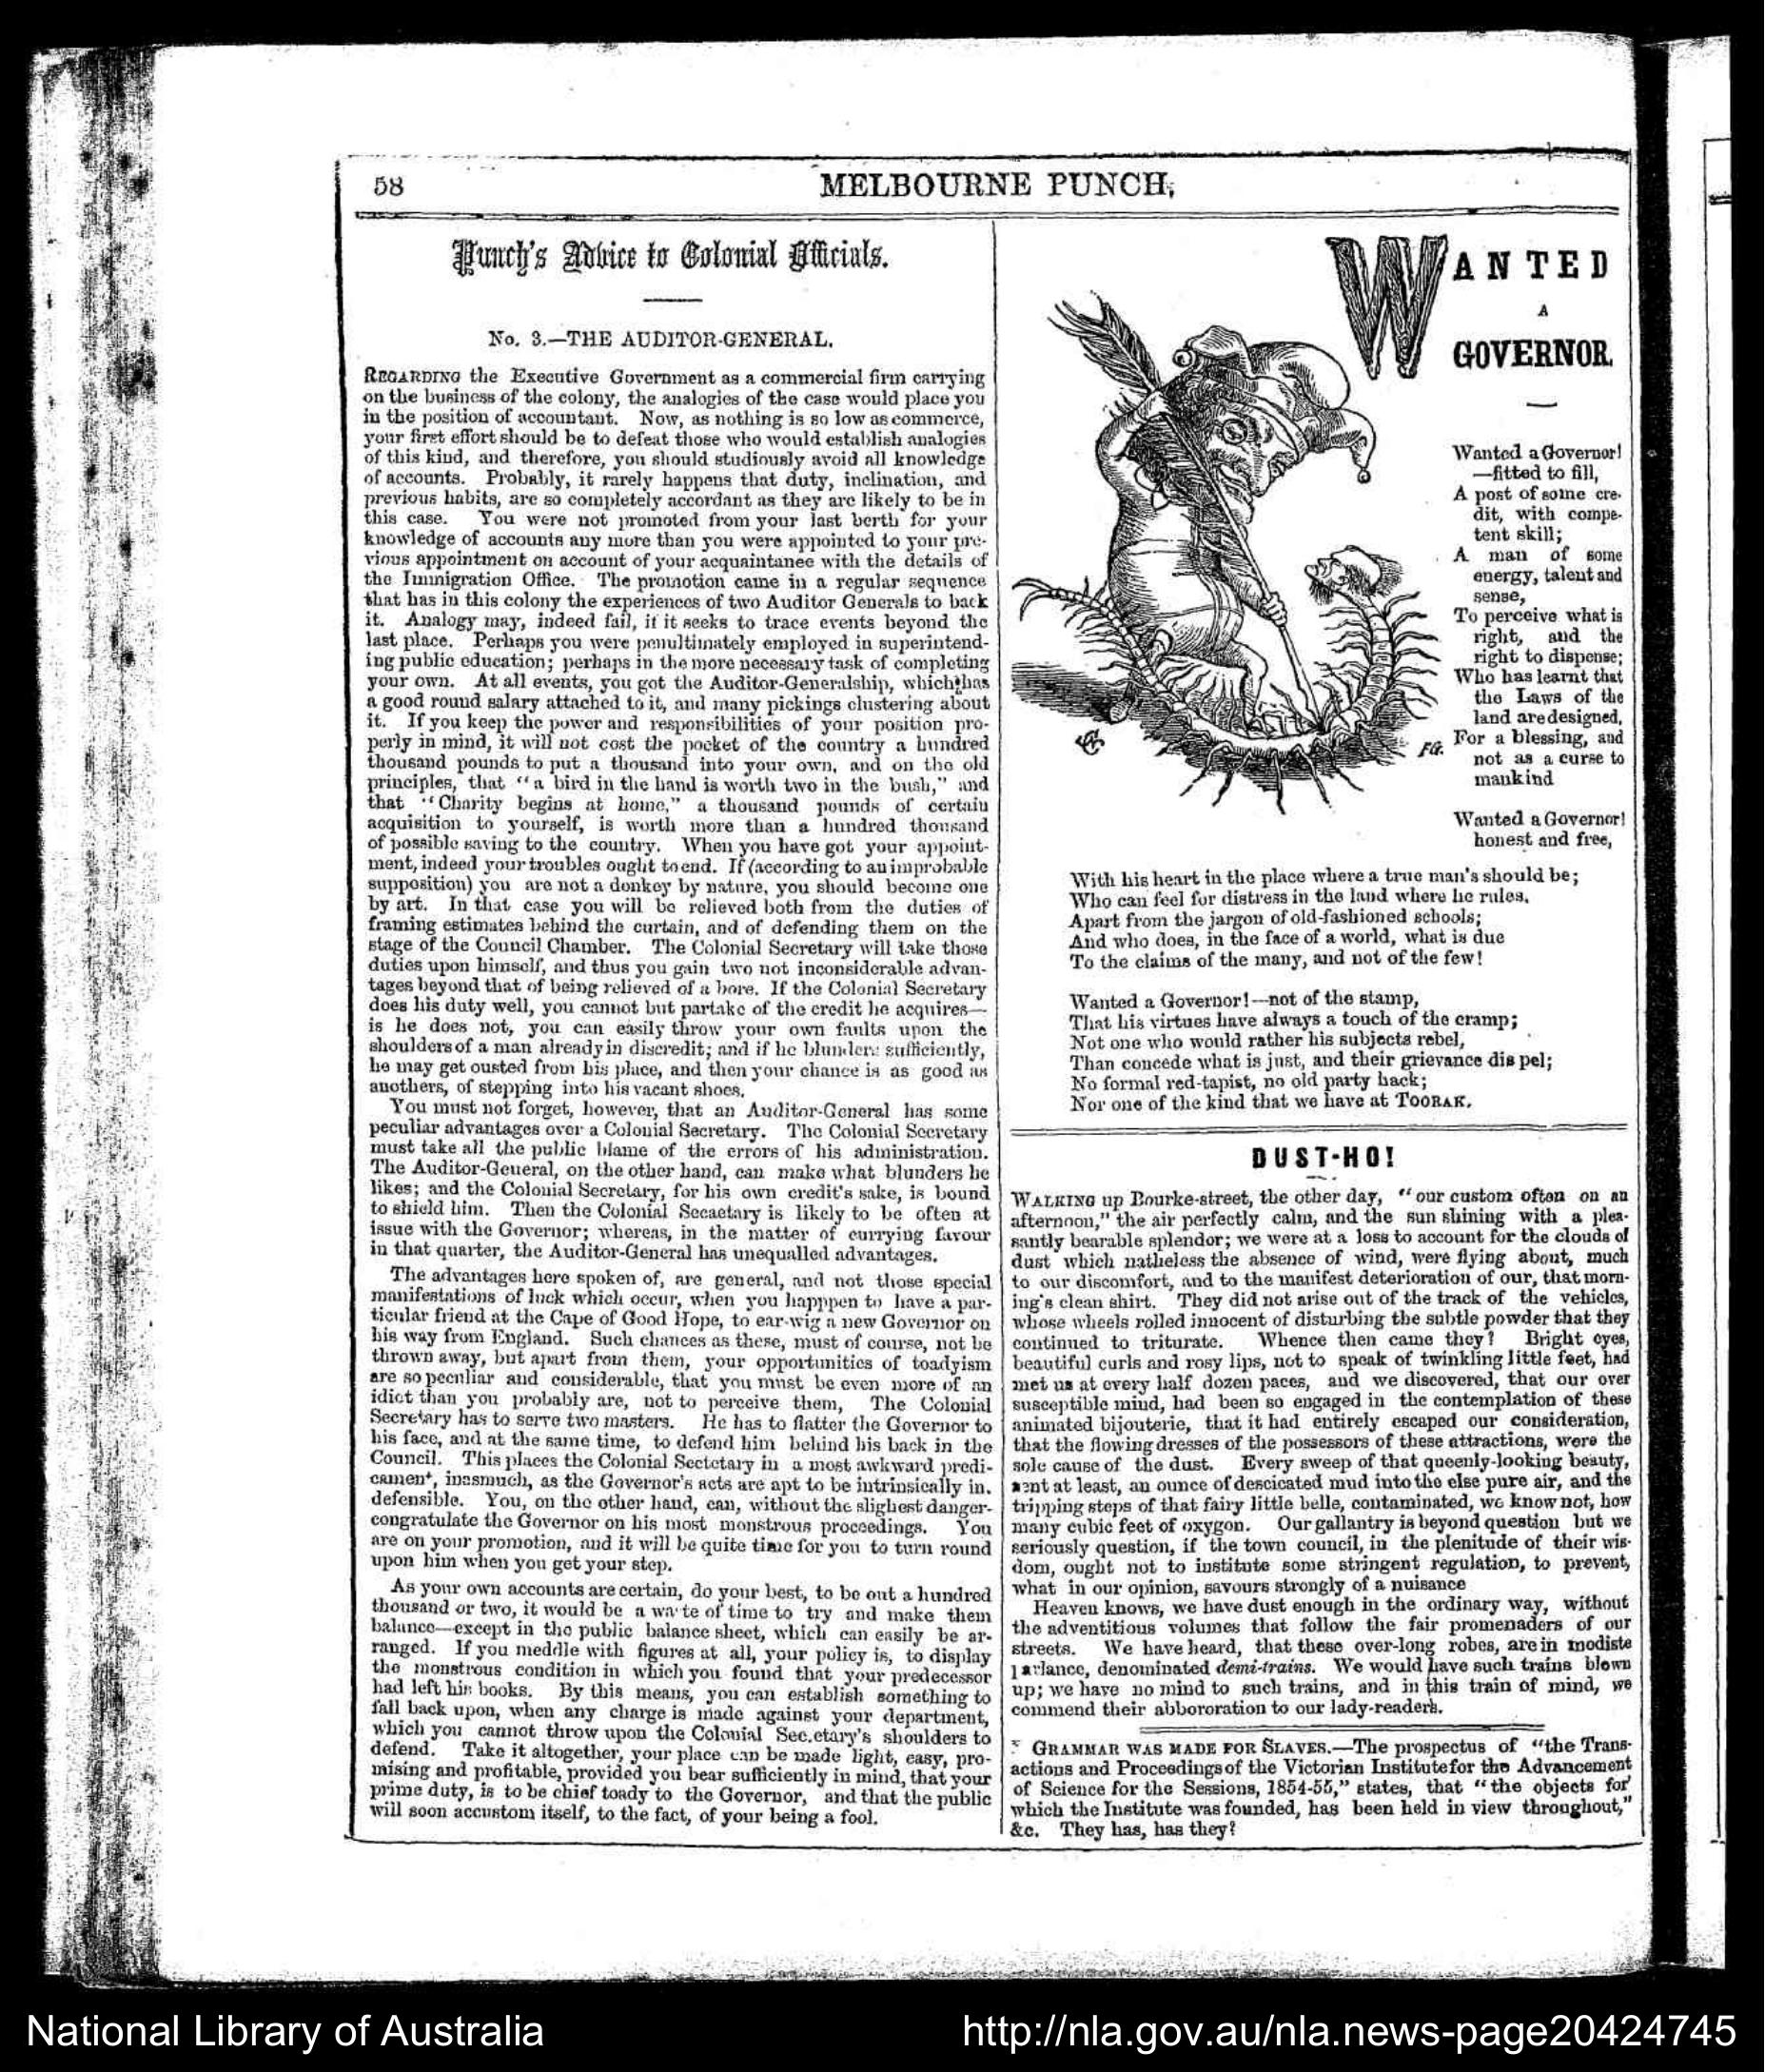 58
MELBOURNE PUNCH,
Punch's Advice to Colonial Officials.
No. 3.—THE AUDITOR-GENERAL.
REGARDING the Executive Government as a commercial firm carrying
on the business of the colony, the analogies of the case would place you
in the position of accountant. Now, as nothing is so low as commerce,
your first effort should be to defeat those who would establish analogies
of this kind, and therefore, you should studiously avoid all knowledge
of accounts. Probably, it rarely happens that duty, inclination, and
previous habits, are so completely accordant as they are likely to be in
this case. You were not promoted from your last berth for your
knowledge of accounts any more than you were appointed to your pre-
vious appointment on account of your acquaintance with the details of
the Immigration Office. The promotion came in a regular sequence
that has in this colony the experiences of two Auditor Generals to back
it. Analogy may, indeed fail, if it seeks to trace events beyond the
last place. Perhaps you were penultimately employed in superintend-
ing public education; perhaps in the more necessary task of completing
your own. At all events, you got the Auditor-Generalship, which has
a good round salary attached to it, and many pickings clustering about
it. If you keep the power and responsibilities of your position pro-
perly in mind, it will not cost the pocket of the country a hundred
thousand pounds to put a thousand into your own, and on the old
principles, that "a bird in the hand is worth two in the bush," and
that "Charity begins at home," a thousand pounds of certain
acquisition to yourself, is worth more than a hundred thousand
of possible saving to the country. When you have got your appoint-
ment, indeed your troubles ought to end. If (according to an improbable
supposition) you are not a donkey by nature, you should become one
by art. In that case you will be relieved both from the duties of
framing estimates behind the curtain, and of defending them on the
stage of the Council Chamber. The Colonial Secretary will take those
duties upon himself, and thus you gain two not inconsiderable advan-
tages beyond that of being relieved of a bore. If the Colonial Secretary
does his duty well, you cannot but partake of the credit he acquires—
is he does not, you can easily throw your own faults upon the
shoulders of a man already in discredit; and if he blunders sufficiently,
he may get ousted from his place, and then your chance is as good as
anothers, of stepping into his vacant shoes.
You must not forget, however, that an Auditor-General has some
peculiar advantages over a Colonial Secretary. The Colonial Secretary
must take all the public blame of the errors of his administration.
The Auditor-General, on the other hand, can make what blunders he
likes; and the Colonial Secretary, for his own credit's sake, is bound
to shield him. Then the Colonial Secaetary is likely to be often at
issue with the Governor; whereas, in the matter of currying favour
in that quarter, the Auditor-General has unequalled advantages.
The advantages here spoken of, are general, and not those special
manifestations of luck which occur, when you happpen to have a par-
ticular friend at the Cape of Good Hope, to ear-wig a new Governor on
his way from England. Such chances as these, must of course, not be
thrown away, but apart from them, your opportunities of toadyism
are so peculiar and considerable, that you must be even more of an
idiot than you probably are, not to perceive them, The Colonial
Secretary has to serve two masters. He has to flatter the Governor to
his face, and at the same time, to defend him behind his back in the
Council. This places the Colonial Sectetary in a most awkward predi-
cament, inasmuch, as the Governor's acts are apt to be intrinsically in.
defensible. You, on the other hand, can, without the slighest danger-
congratulate the Governor on his most monstrous proceedings. You
are on your promotion, and it will be quite time for you to turn round
upon him when you get your step.
As your own accounts are certain, do your best, to be out a hundred
thousand or two, it would be a waste of time to try and make them
balance—except in the public balance sheet, which can easily be ar-
ranged. If you meddle with figures at all, your policy is, to display
the monstrous condition in which you found that your predecessor
had left his books. By this means, you can establish something to
fall back upon, when any charge is made against your department,
which you cannot throw upon the Colonial Sec.etary's shoulders to
defend. Take it altogether, your place can be made light, easy, pro-
mising and profitable, provided you bear sufficiently in mind, that your
prime duty, is to be chief toady to the Governor, and that the public
will soon accustom itself, to the fact, of your being a fool.
WANTED
A
GOVERNOR.
FG.
Wanted a Governor!
—fitted to fill,
A post of some cre-
dit, with compe-
tent skill;
A man of some
energy, talent and
sense,
To perceive what is
right, and the
right to dispense;
Who has learnt that
the Laws of the
land are designed,
For a blessing, and
not as a curse to
mankind
Wanted a Governor!
honest and free,
With his heart in the place where a true man's should be;
Who can feel for distress in the land where he rules,
Apart from the jargon of old-fashioned schools;
And who does, in the face of a world, what is due
To the claims of the many, and not of the few!
Wanted a Governor!—not of the stamp,
That his virtues have always a touch of the cramp;
Not one who would rather his subjects rebel,
Than concede what is just, and their grievance dis pel;
No formal red-tapist, no old party hack;
Nor one of the kind that we have at TOORAK.
DUST-HO!
WALKING up Bourke-street, the other day, "our custom often on an
afternoon," the air perfectly calm, and the sun shining with a plea-
santly bearable splendor; we were at a loss to account for the clouds of
dust which natheless the absence of wind, were flying about, much
to our discomfort, and to the manifest deterioration of our, that morn-
ing's clean shirt. They did not arise out of the track of the vehicles,
whose wheels rolled innocent of disturbing the subtle powder that they
continued to triturate. Whence then came they? Bright eyes,
beautiful curls and rosy lips, not to speak of twinkling little feet, had
met us at every half dozen paces, and we discovered, that our over
susceptible mind, had been so engaged in the contemplation of these
animated bijouterie, that it had entirely escaped our consideration,
that the flowing dresses of the possessors of these attractions, were the
sole cause of the dust. Every sweep of that queenly-looking beauty,
sent at least, an ounce of descicated mud into the else pure air, and the
tripping steps of that fairy little belle, contaminated, we know not, how
many cubic feet of oxygon. Our gallantry is beyond question but we
seriously question, if the town council, in the plenitude of their wis-
dom, ought not to institute some stringent regulation, to prevent,
what in our opinion, savours strongly of a nuisance
Heaven knows, we have dust enough in the ordinary way, without
the adventitious volumes that follow the fair promenaders of our
streets. We have heard, that these over-long robes, are in modiste
parlance, denominated demi-trains. We would have such trains blown
up; we have no mind to such trains, and in this train of mind, we
commend their abbororation to our lady-readers.
GRAMMAR WAS MADE FOR SLAVES.—The prospectus of "the Trans-
actions and Proceedings of the Victorian Institute for the Advancement
of Science for the Sessions, 1854-55," states, that "the objects for
which the Institute was founded, has been held in view throughout,"
&c. They has, has they?
National Library of Australia
http://nla.gov.au/nla.news-page20424745